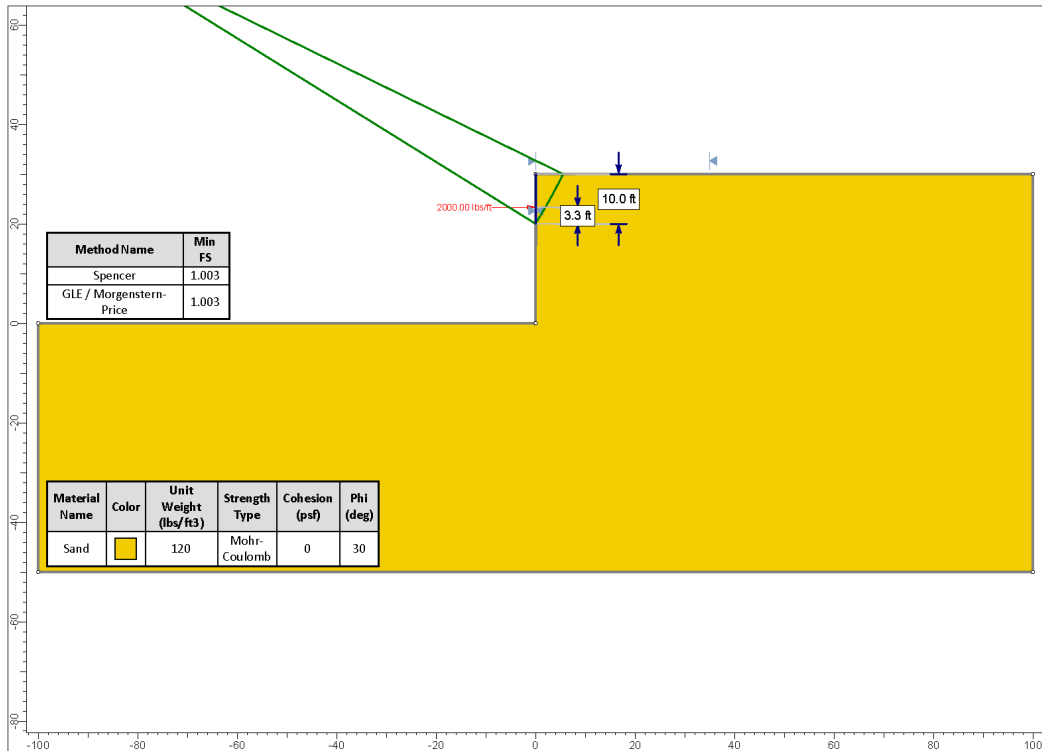 60
40
20
0
-20
-40
-60
-80
10.0 ft
2000.00 lbs/ft
3.3 ft
Method Name Min FS
Spencer 1.003
GLE / Morgenstern-Price 1.003
Material Name Color Unit Weight (lbs/ft3) Strength Type Cohesion (psf) Phi (deg)
Sand 120 Mohr-Coulomb 0 30
-100 -80 -60 -40 -20 0 20 40 60 80 100